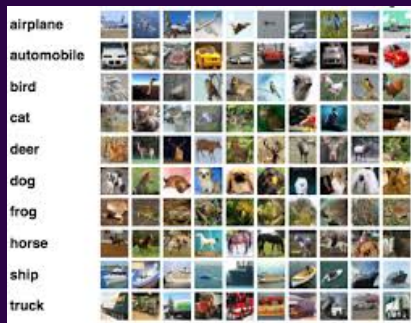 airplane
automobile
bird
cat
deer
dog
frog
horse
ship
truck